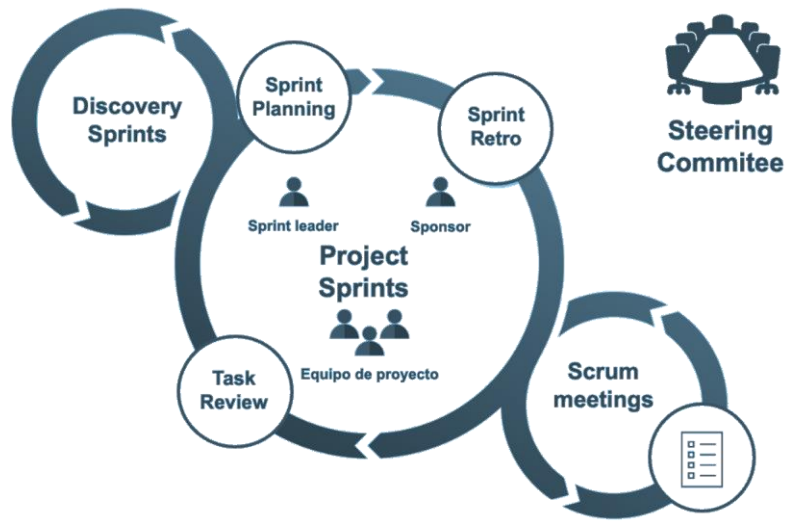 Discovery
Sprints
Sprint
Planning
Sprint
Retro
Steering
Commitee
Sprint leader
Sponsor
Project
Sprints
Equipo de proyecto
Task
Review
Scrum
meetings